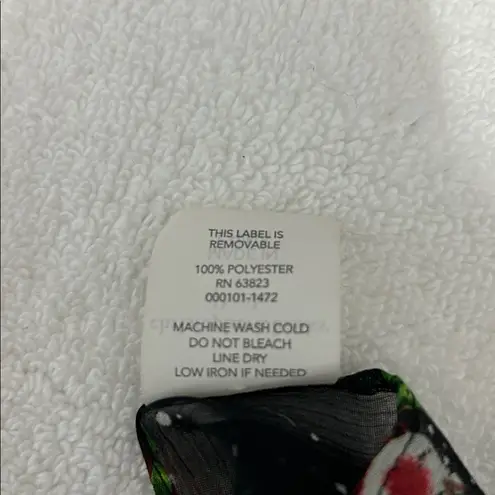 THIS LABEL IS
REMOVABLE
100% POLYESTER
RN 63823
000101-1472
MACHINE WASH COLD
DO NOT BLEACH
LINE DRY
LOW IRON IF NEEDED